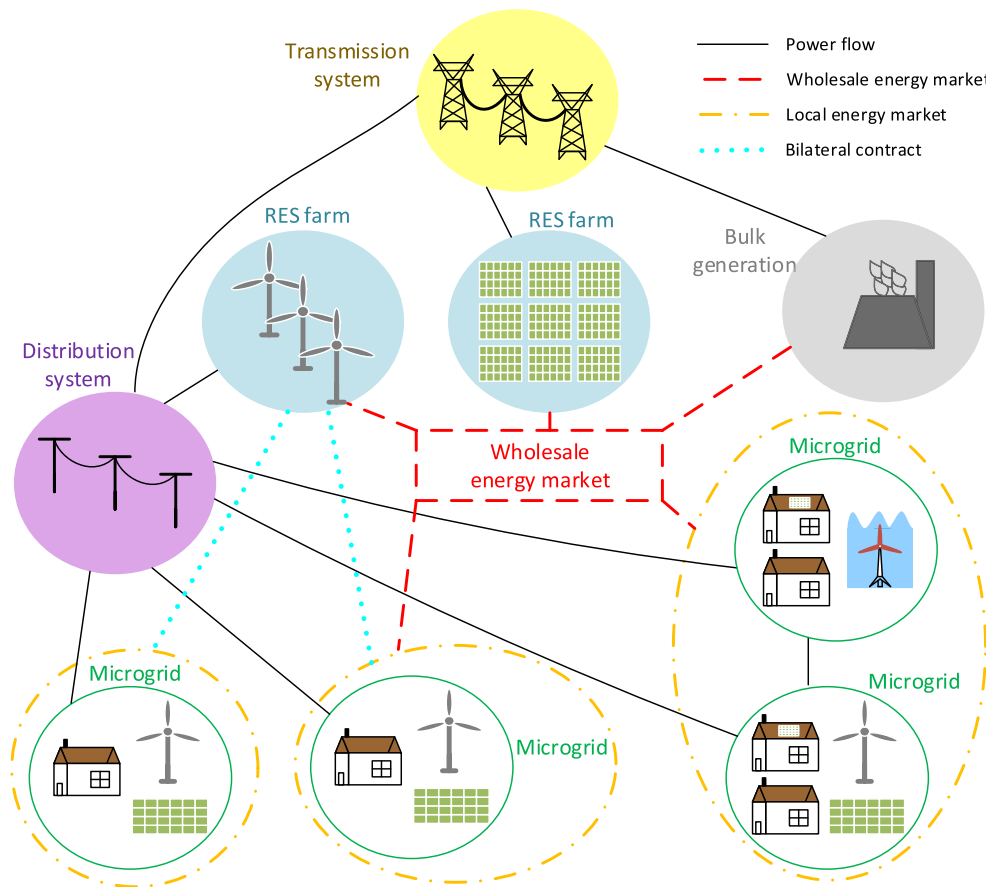 Transmission
system
Power flow
Wholesale energy market
Local energy market
Bilateral contract
RES farm
RES farm
Bulk
generation
Distribution
system
Wholesale
energy market
Microgrid
Microgrid
Microgrid
Microgrid